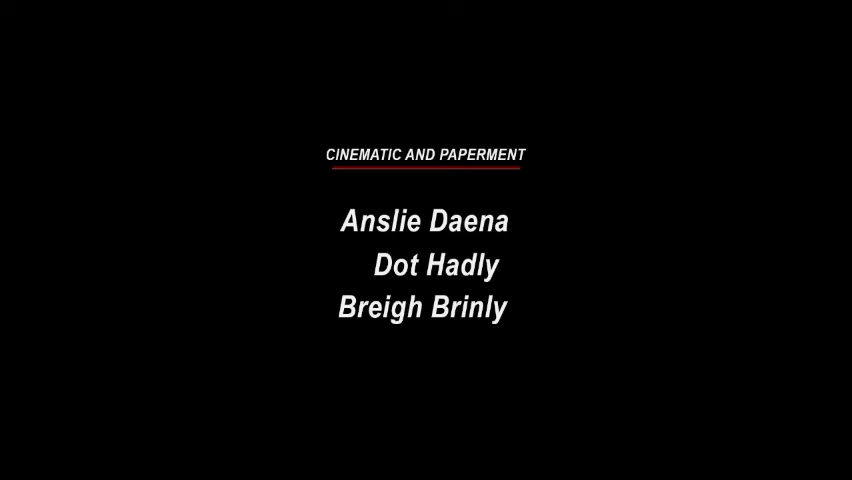 CINEMATIC AND PAPERMENT
Anslie Daena
Dot Hadly
Breigh Brinly